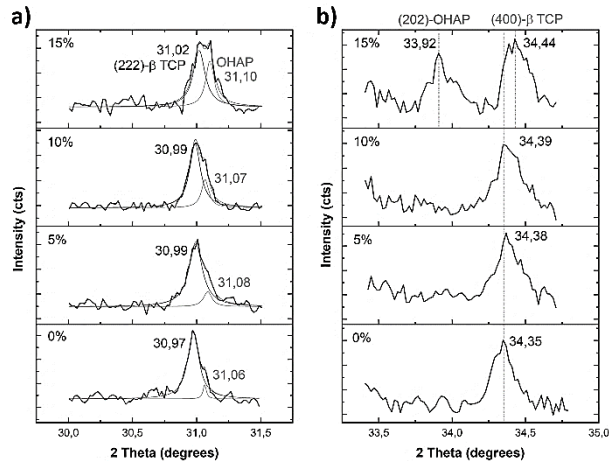 a)
15%
31,02
(222)-β TCP
OHAP
31,10
10%
30,99
31,07
5%
30,99
31,08
0%
30,97
31,06
Intensity (cts)
30,0 30,5 31,0 31,5
2 Theta (degrees)
b)
(202)-OHAP (400)-β TCP
15%
33,92
34,44
10%
34,39
5%
34,38
0%
34,35
Intensity (cts)
33,5 34,0 34,5 35,0
2 Theta (degrees)